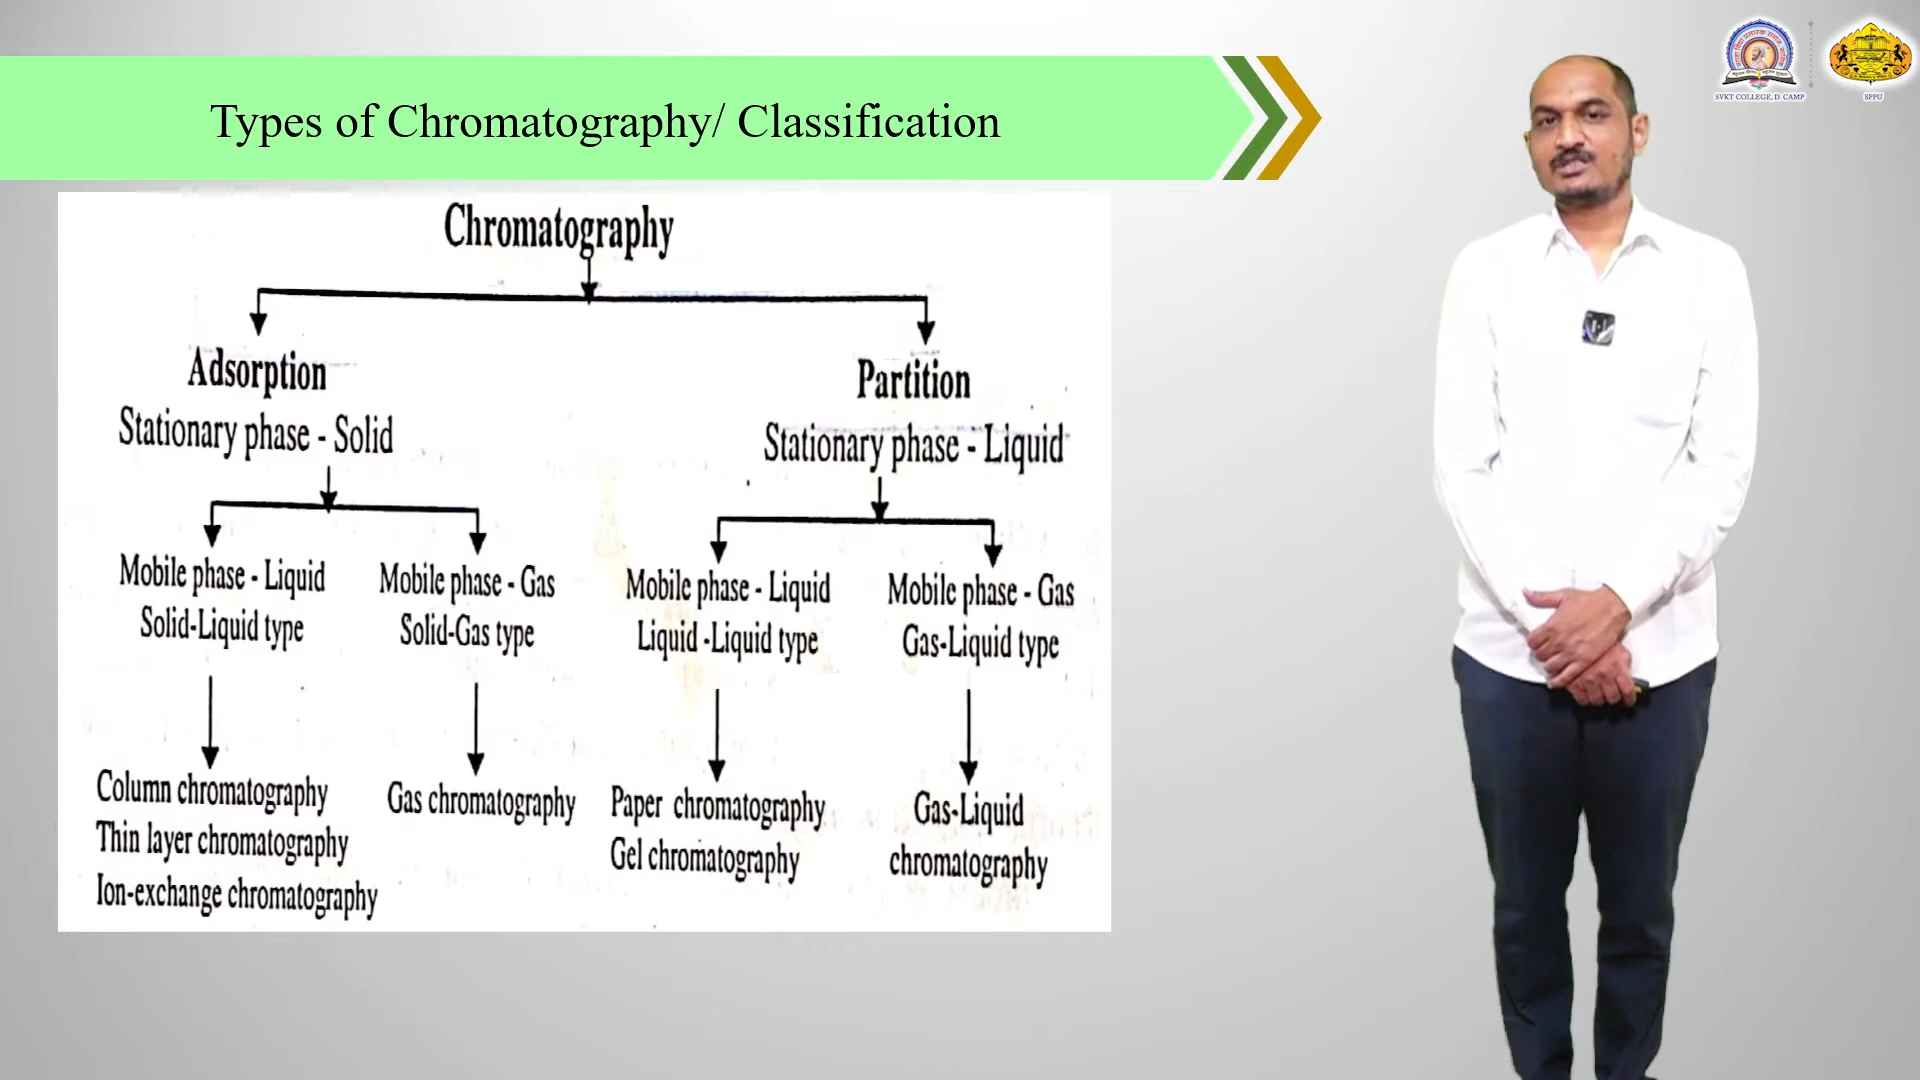 Types of Chromatography/ Classification
SVKT COLLEGE, D. CAMP
SPPU
Chromatography
Adsorption
Stationary phase - Solid
Partition
Stationary phase - Liquid
Mobile phase - Liquid
Solid-Liquid type
Mobile phase - Gas
Solid-Gas type
Mobile phase - Liquid
Liquid -Liquid type
Mobile phase - Gas
Gas-Liquid type
Column chromatography
Thin layer chromatography
Ion-exchange chromatography
Gas chromatography
Paper chromatography
Gel chromatography
Gas-Liquid
chromatography